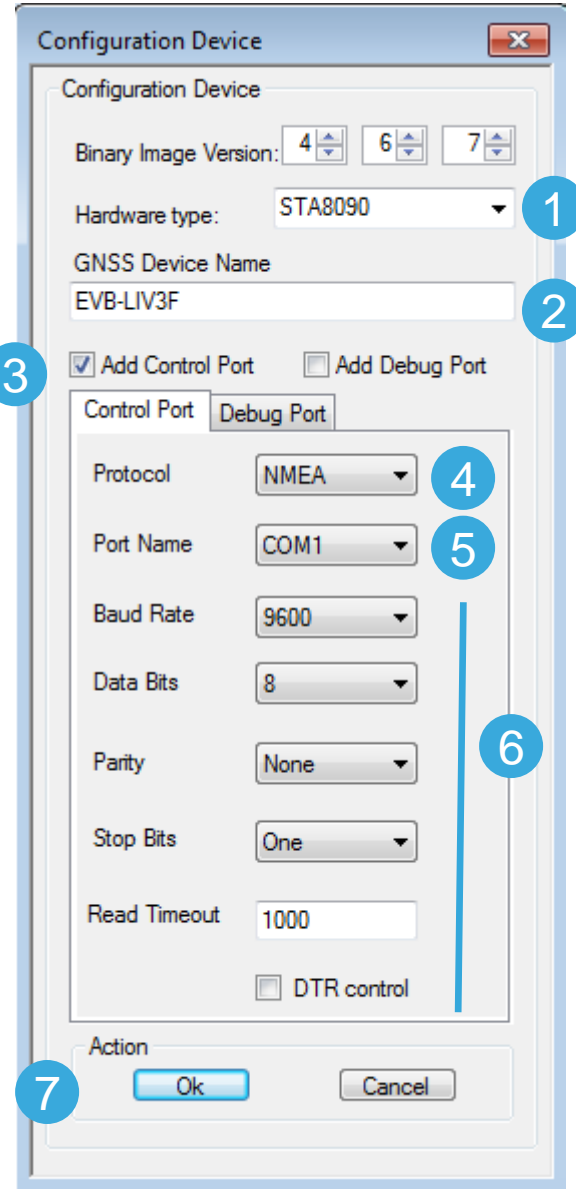 Configuration Device
Configuration Device
Binary Image Version: 4 6 7
Hardware type: STA8090 1
GNSS Device Name
EVB-LIV3F 2
3 Add Control Port Add Debug Port
Control Port Debug Port
Protocol NMEA 4
Port Name COM1 5
Baud Rate 9600
Data Bits 8
6
Parity None
Stop Bits One
Read Timeout 1000
DTR control
Action
7 Ok Cancel